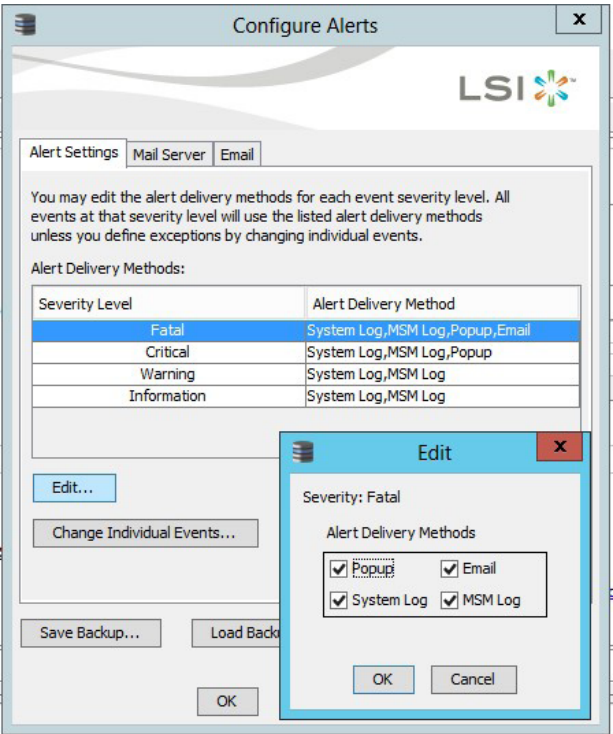 Configure Alerts
x
LSI
Alert Settings Mail Server Email
You may edit the alert delivery methods for each event severity level. All
events at that severity level will use the listed alert delivery methods
unless you define exceptions by changing individual events.
Alert Delivery Methods:
Severity Level Alert Delivery Method
Fatal System Log,MSM Log,Popup,Email
Critical System Log,MSM Log,Popup
Warning System Log,MSM Log
Information System Log,MSM Log
Edit...
Change Individual Events...
Save Backup... Load
OK
Edit
x
Severity: Fatal
Alert Delivery Methods
Popup Email
System Log MSM Log
OK Cancel